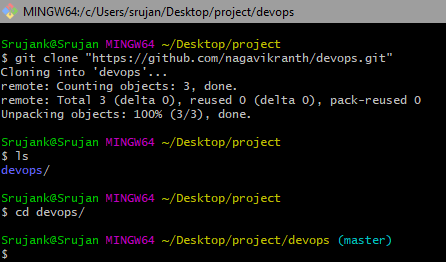 MINGW64:/c/Users/srujan/Desktop/project/devops
Srujank@Srujan MINGW64 ~/Desktop/project
$ git clone "https://github.com/nagavikranth/devops.git"
Cloning into 'devops'...
remote: Counting objects: 3, done.
remote: Total 3 (delta 0), reused 0 (delta 0), pack-reused 0
Unpacking objects: 100% (3/3), done.
Srujank@Srujan MINGW64 ~/Desktop/project
$ ls
devops/
Srujank@Srujan MINGW64 ~/Desktop/project
$ cd devops/
Srujank@Srujan MINGW64 ~/Desktop/project/devops (master)
$